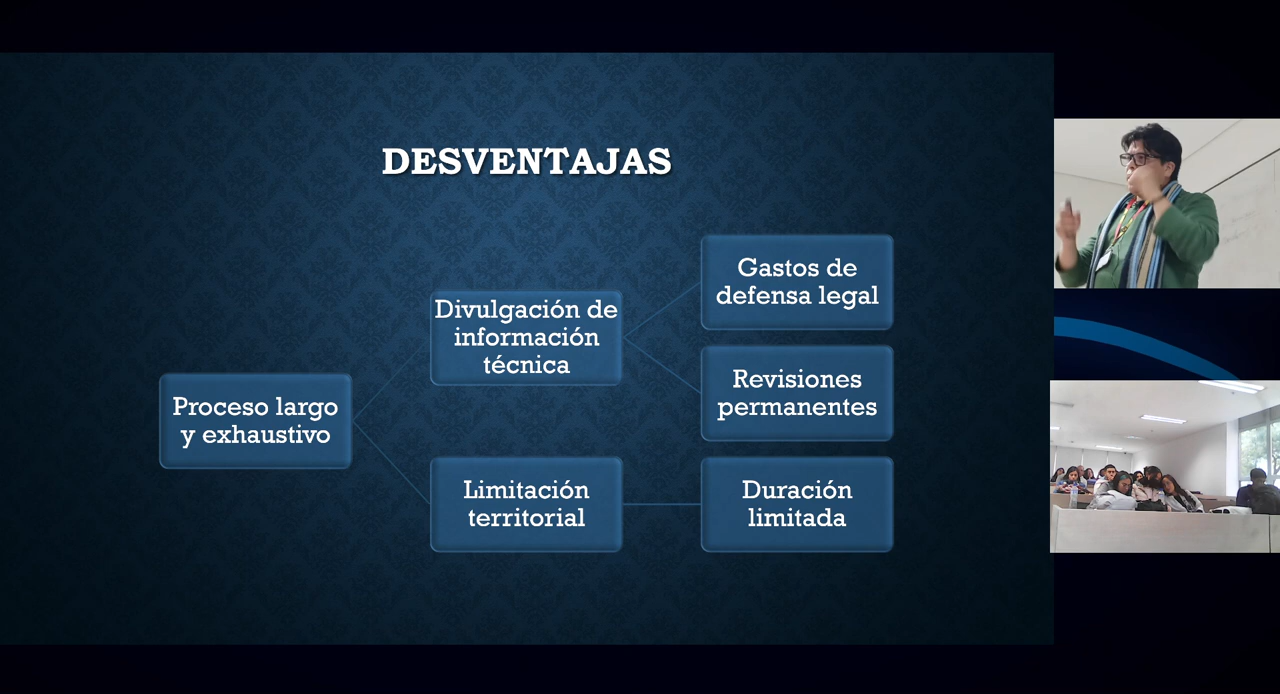 DESVENTAJAS
Proceso largo
y exhaustivo
Divulgación de
información
técnica
Limitación
territorial
Gastos de
defensa legal
Revisiones
permanentes
Duración
limitada